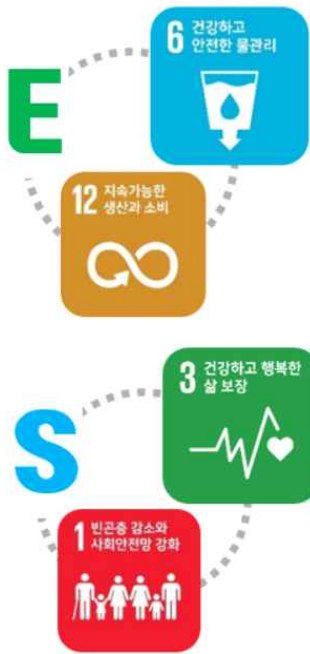 E
6 건강하고
안전한 물관리
12 지속가능한
생산과 소비
S
3 건강하고 행복한
삶 보장
1 빈곤층 감소와
사회안전망 강화